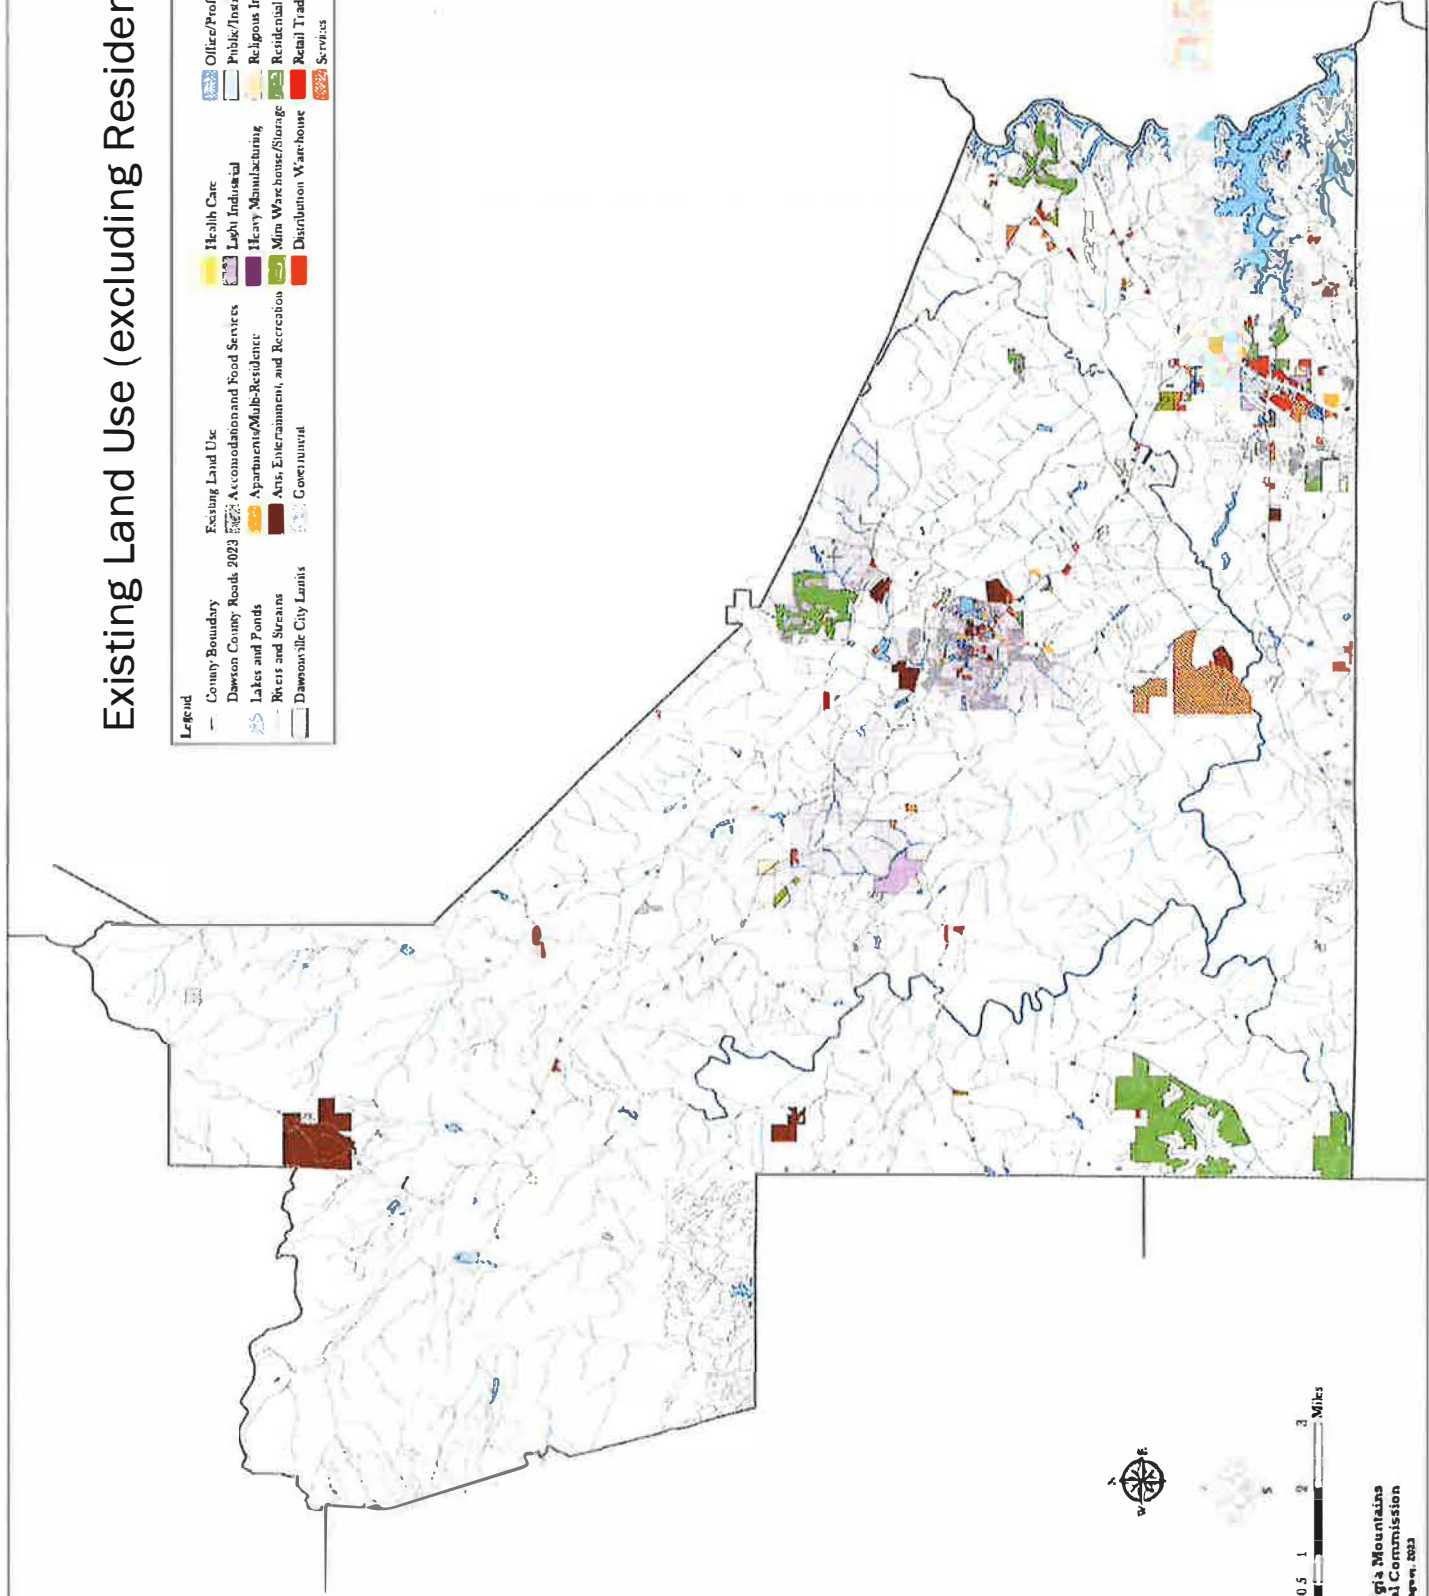 Existing Land Use (excluding Residen
Legend
County Boundary
Dawson County Roads 2023
Lakes and Ponds
Rivers and Streams
Dawsonville City Limits
Existing Land Use
Accomodation and Food Services
Apartments/Multi-Residence
Arts, Entertainment, and Recreation
Government
Health Care
Light Industrial
Heavy Manufacturing
Mini Warehouse/Storage
Distribution Warehouse
Office/Prof
Public/Insti
Religious In
Residential
Retail Trad
Services
W
E
S
0.5 1 2 3
Miles
gia Mountains
al Commission
2023